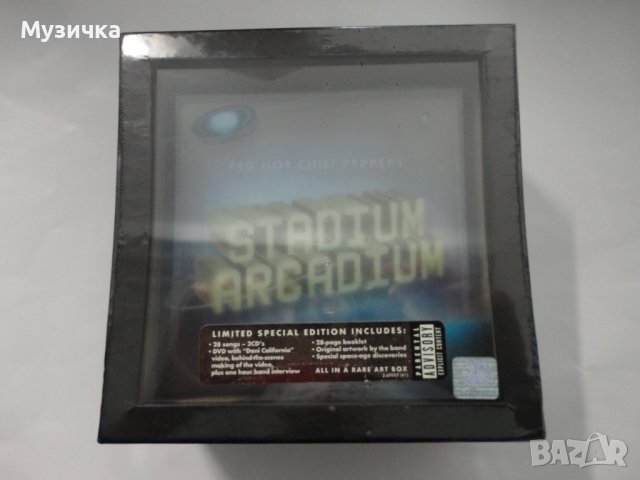 Музичка
RED HOT CHILI PEPPERS
STADIUM
ARCADIUM
LIMITED SPECIAL EDITION INCLUDES:
• 28 songs – 2CD's
• DVD with "Dani California"
video, behind-the-scenes
making of the video,
plus one hour band interview
• 28-page booklet
• Original artwork by the band
• Special space-age discoveries
ALL IN A RARE ART BOX
PARENTAL
ADVISORY
EXPLICIT CONTENT
BAZAR